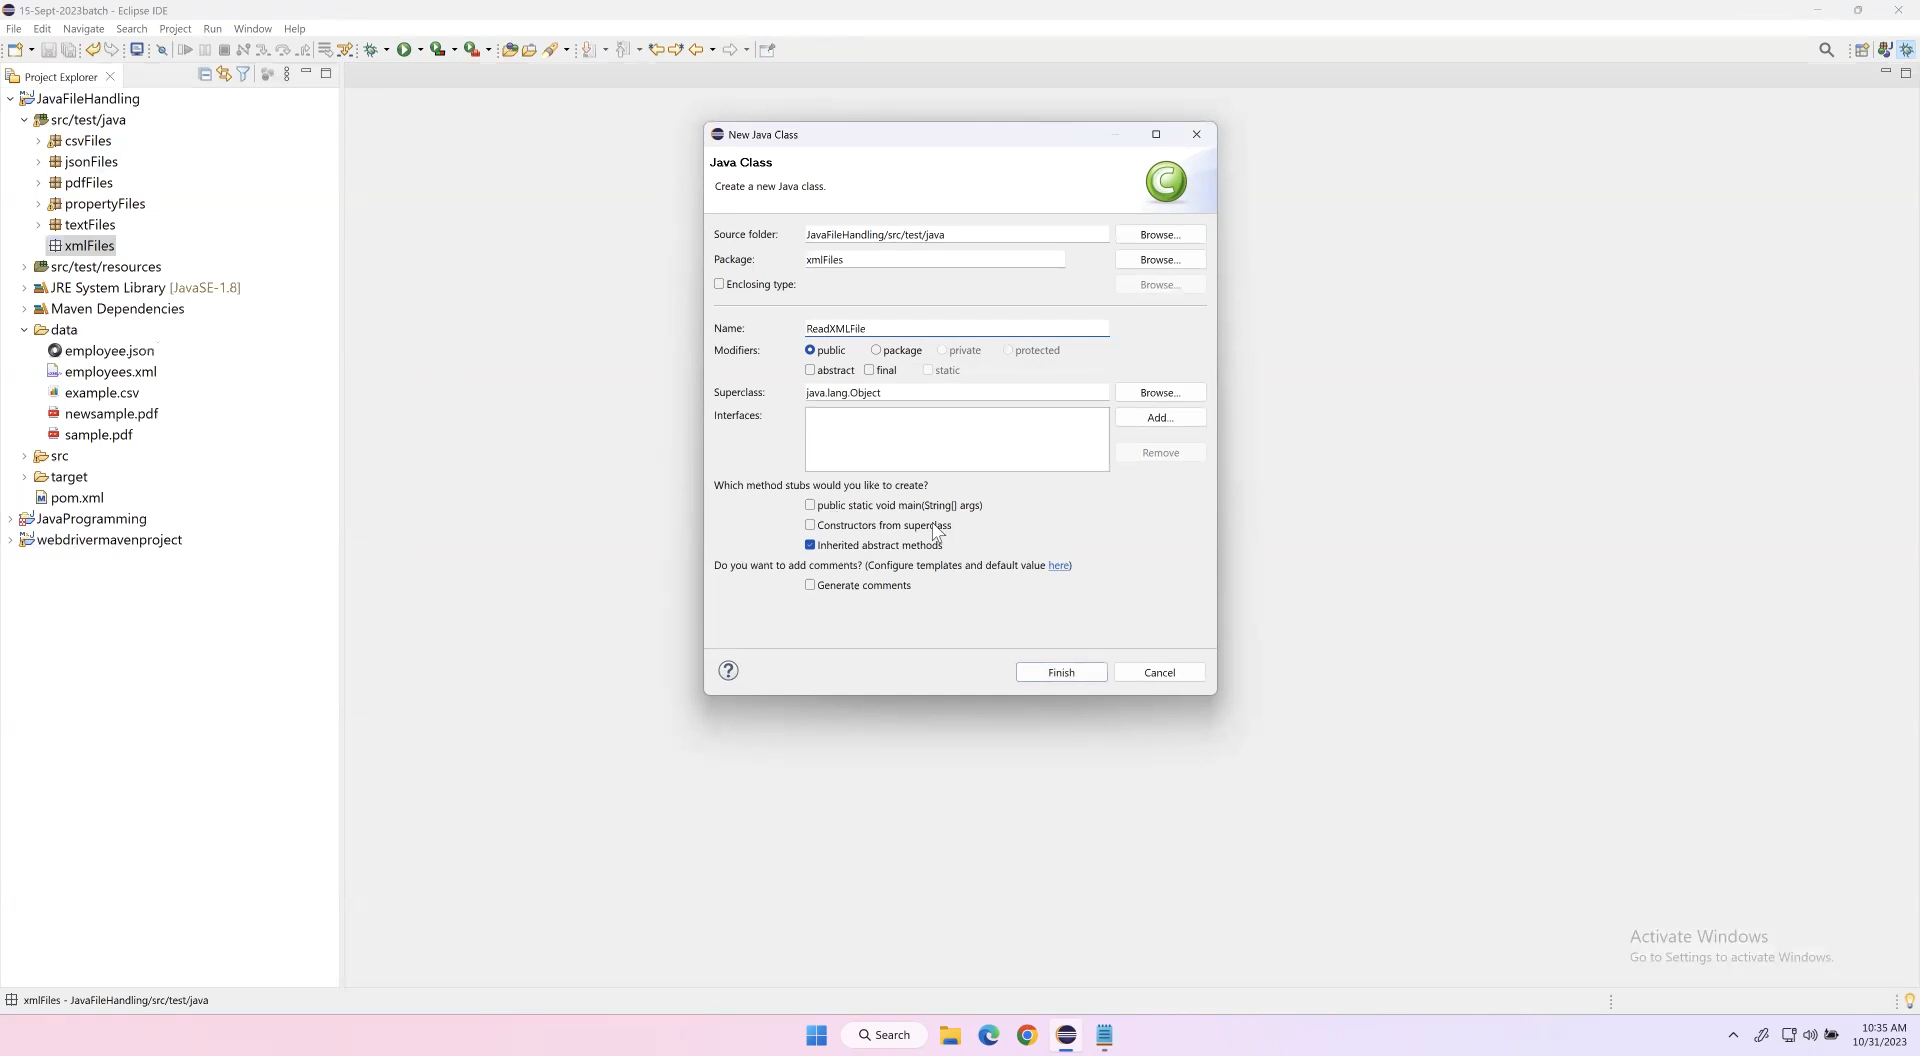 15-Sept-2023batch - Eclipse IDE
File Edit Navigate Search Project Run Window Help
Project Explorer
JavaFileHandling
src/test/java
csvFiles
jsonFiles
pdfFiles
propertyFiles
textFiles
xmlFiles
src/test/resources
JRE System Library [JavaSE-1.8]
Maven Dependencies
data
employee.json
employees.xml
example.csv
newsample.pdf
sample.pdf
src
target
pom.xml
JavaProgramming
webdrivermavenproject
New Java Class
Java Class
Create a new Java class.
Source folder: JavaFileHandling/src/test/java Browse...
Package: xmlFiles Browse...
Enclosing type: Browse...
Name: ReadXMLFile
Modifiers: public package private protected
abstract final static
Superclass: java.lang.Object Browse...
Interfaces: Add...
Remove
Which method stubs would you like to create?
public static void main(String[] args)
Constructors from superclass
Inherited abstract methods
Do you want to add comments? (Configure templates and default value here)
Generate comments
? Finish Cancel
Activate Windows
Go to Settings to activate Windows.
xmlFiles - JavaFileHandling/src/test/java
Search
10:35 AM
10/31/2023